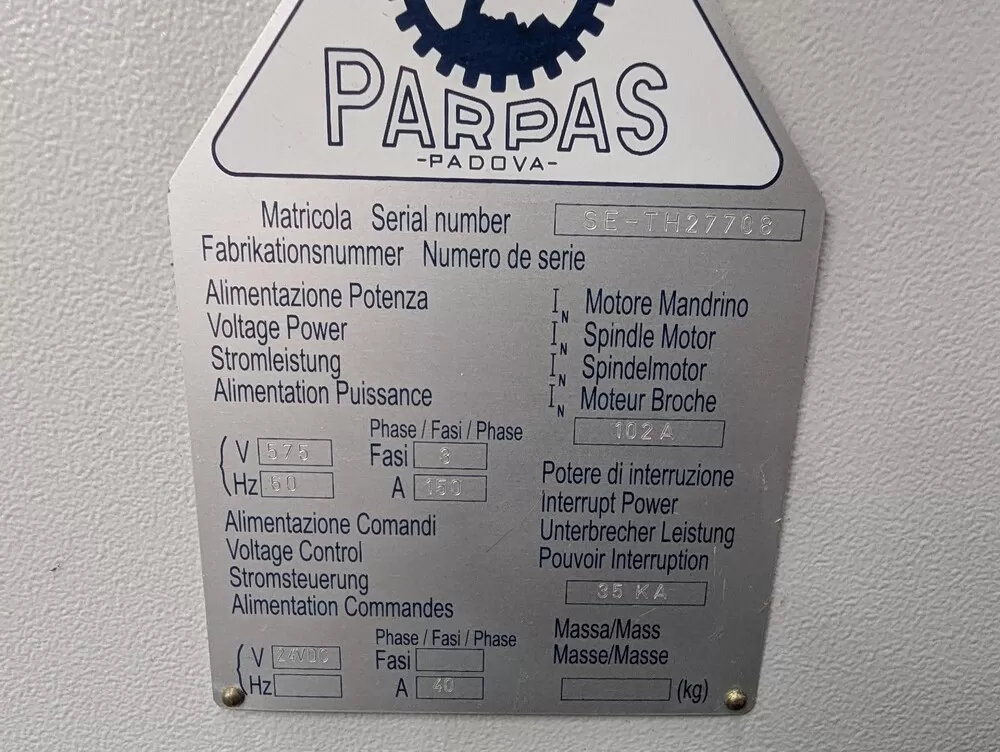 PARPAS
-PADOVA-
Matricola Serial number SE-TH27708
Fabrikationsnummer Numero de serie
Alimentazione Potenza
Voltage Power
Stromleistung
Alimentation Puissance
IN Motore Mandrino
IN Spindle Motor
IN Spindelmotor
IN Moteur Broche
102A
Phase / Fasi / Phase
V 575 Fasi 3
Hz 60 A 150
Potere di interruzione
Interrupt Power
Unterbrecher Leistung
Pouvoir Interruption
35 KA
Alimentazione Comandi
Voltage Control
Stromsteuerung
Alimentation Commandes
Phase / Fasi / Phase
V 24VDC Fasi
Hz A 40
Massa/Mass
Masse/Masse
(kg)